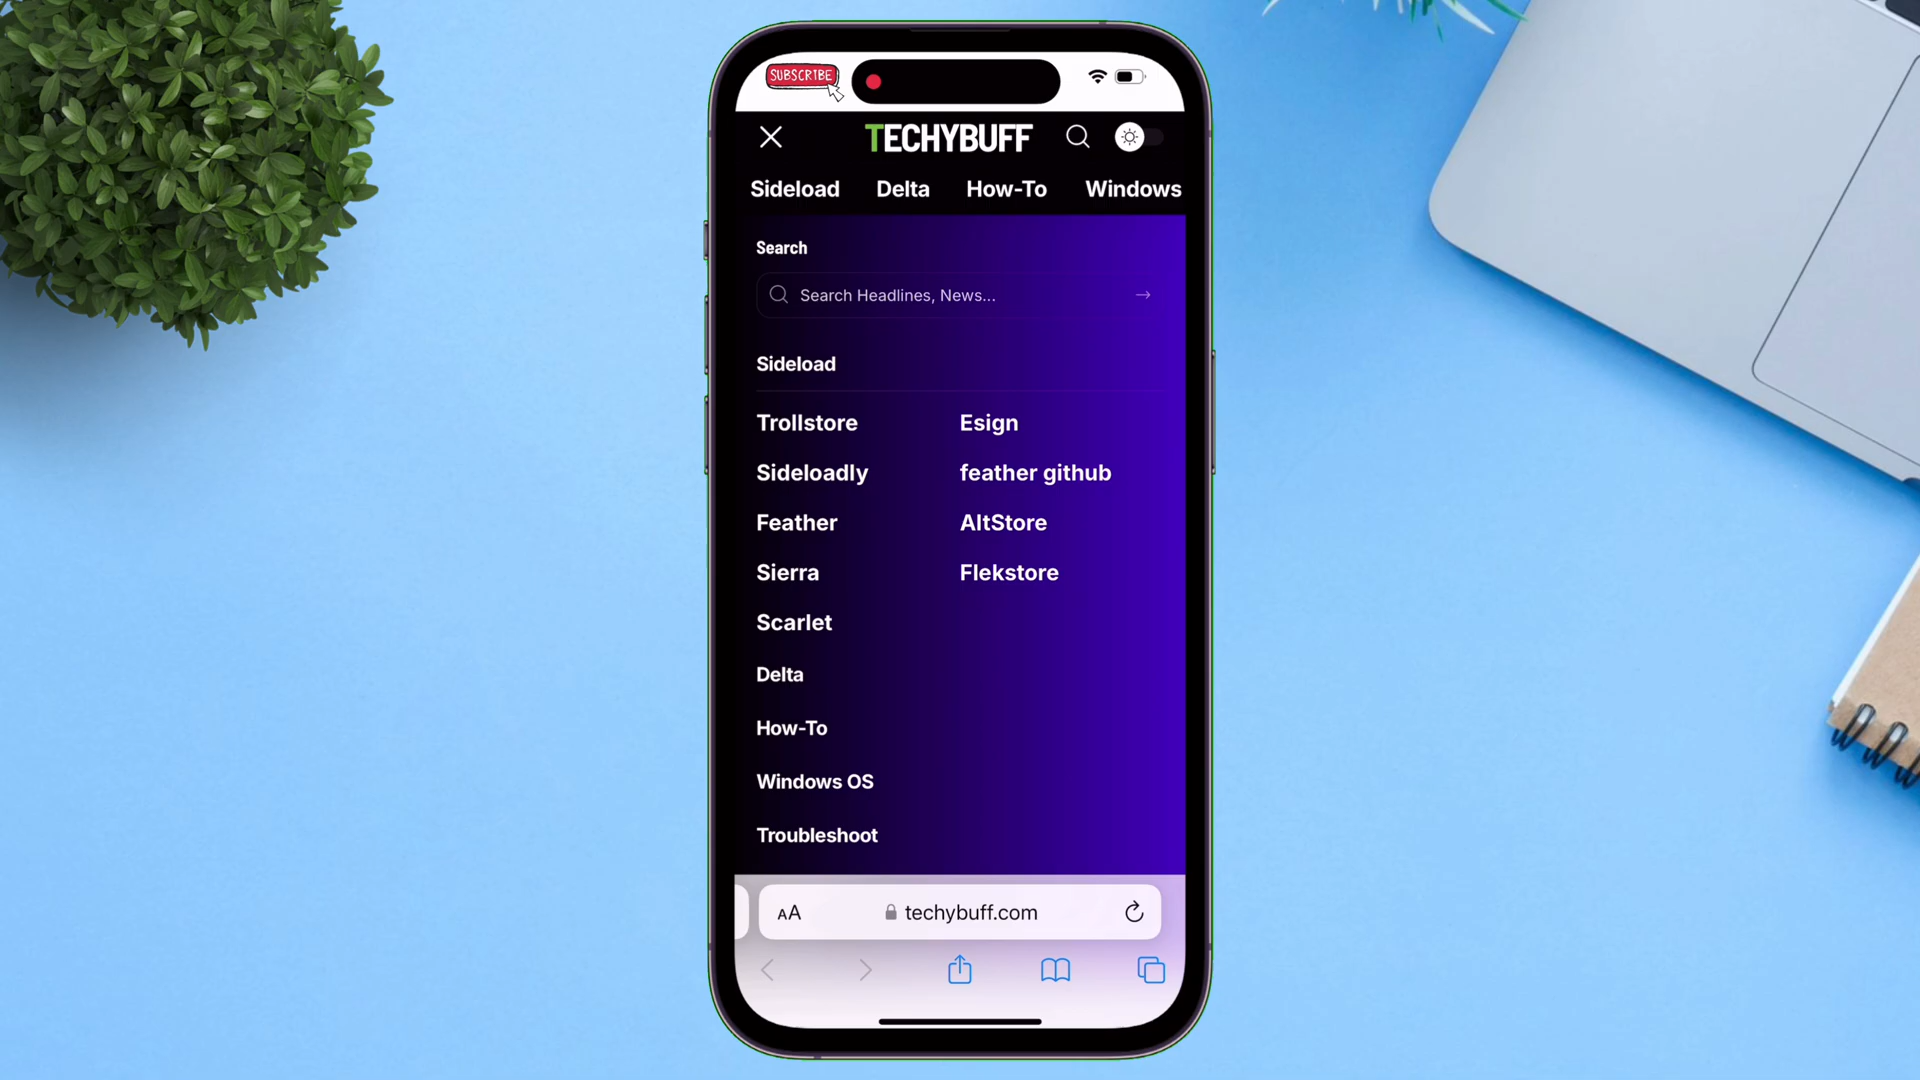 SUBSCRIBE
TECHYBUFF
Sideload Delta How-To Windows
Search
Search Headlines, News...
Sideload
Trollstore Esign
Sideloadly feather github
Feather AltStore
Sierra Flekstore
Scarlet
Delta
How-To
Windows OS
Troubleshoot
AA techybuff.com